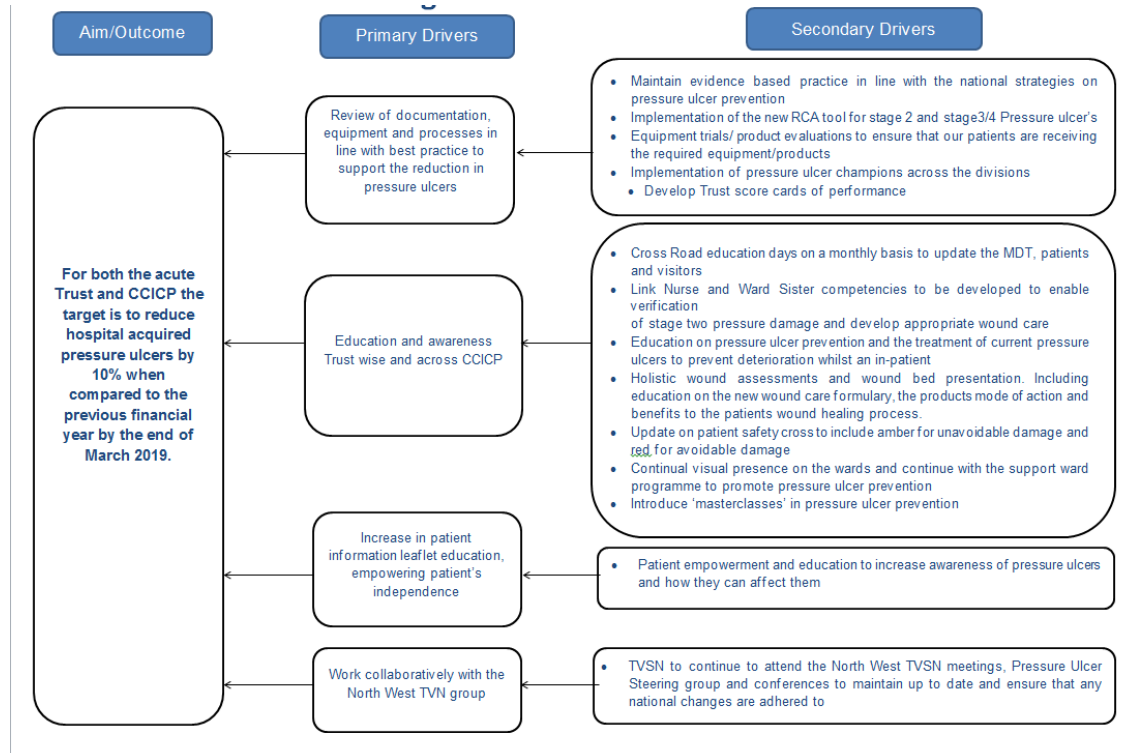 Aim/Outcome
Primary Drivers
Secondary Drivers
For both the acute
Trust and CCICP the
target is to reduce
hospital acquired
pressure ulcers by
10% when
compared to the
previous financial
year by the end of
March 2019.
Review of documentation,
equipment and processes in
line with best practice to
support the reduction in
pressure ulcers
• Maintain evidence based practice in line with the national strategies on
pressure ulcer prevention
• Implementation of the new RCA tool for stage 2 and stage3/4 Pressure ulcer's
• Equipment trials/ product evaluations to ensure that our patients are receiving
the required equipment/products
• Implementation of pressure ulcer champions across the divisions
• Develop Trust score cards of performance
Education and awareness
Trust wise and across CCICP
• Cross Road education days on a monthly basis to update the MDT, patients
and visitors
• Link Nurse and Ward Sister competencies to be developed to enable
verification
of stage two pressure damage and develop appropriate wound care
• Education on pressure ulcer prevention and the treatment of current pressure
ulcers to prevent deterioration whilst an in-patient
• Holistic wound assessments and wound bed presentation. Including
education on the new wound care formulary, the products mode of action and
benefits to the patients wound healing process.
• Update on patient safety cross to include amber for unavoidable damage and
red for avoidable damage
• Continual visual presence on the wards and continue with the support ward
programme to promote pressure ulcer prevention
• Introduce 'masterclasses' in pressure ulcer prevention
Increase in patient
information leaflet education,
empowering patient's
independence
• Patient empowerment and education to increase awareness of pressure ulcers
and how they can affect them
Work collaboratively with the
North West TVN group
• TVSN to continue to attend the North West TVSN meetings, Pressure Ulcer
Steering group and conferences to maintain up to date and ensure that any
national changes are adhered to